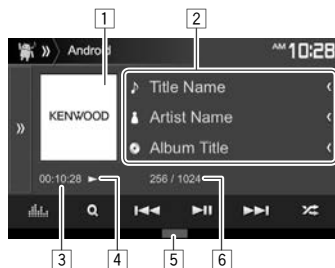 1 2
Android AM 10:28
KENWOOD
Title Name
Artist Name
Album Title
00:10:28 256 / 1024
3 4 5 6